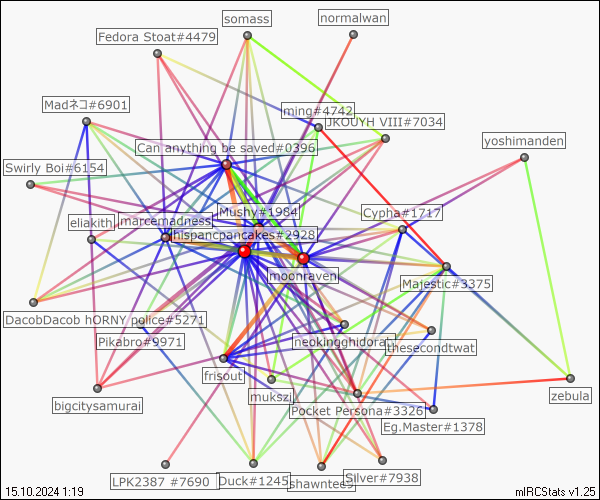 somass
normalwan
Fedora Stoat#4479
Madネコ#6901
ming#4742
JKOUYH VIII#7034
Can anything be saved#0396
yoshimanden
Swirly Boi#6154
Mushy#1984
Cypha#1717
eliakith
marcemadness
hispancpancakes#2928
moonraven
Majestic#3375
DacobDacob hORNY police#5271
Pikabro#9971
neokingghidorah
thesecondtwat
frisout
mukszi
zebula
bigcitysamurai
Pocket Persona#3326
Eg.Master#1378
LPK2387 #7690
Duck#1245
shawntee9
Silver#7938
15.10.2024 1:19
mIRCStats v1.25